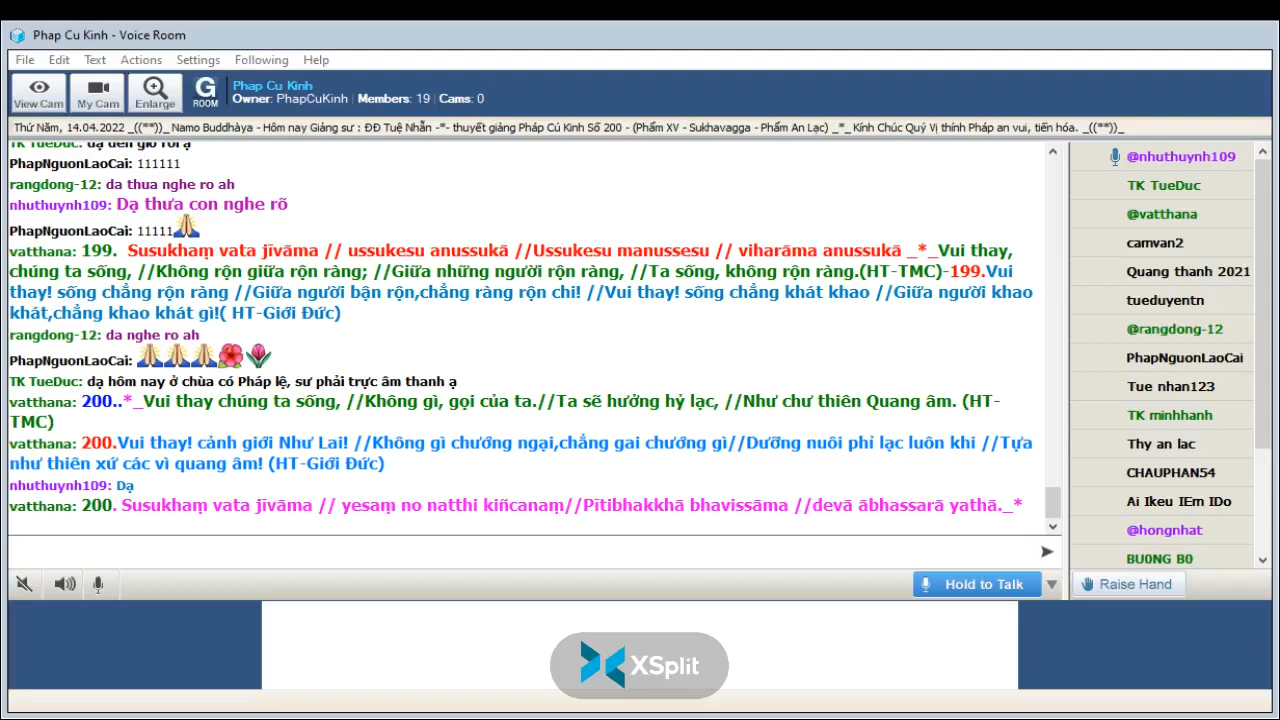 Phap Cu Kinh - Voice Room
File Edit Text Actions Settings Following Help
View Cam My Cam Enlarge G ROOM
Phap Cu Kinh
Owner: PhapCuKinh | Members: 19 | Cams: 0
Thứ Năm, 14.04.2022 _((**))_ Namo Buddhàya - Hôm nay Giảng sư : ĐĐ Tuệ Nhẫn -*- thuyết giảng Pháp Cú Kinh Số 200 - (Phẩm XV - Sukhavagga - Phẩm An Lạc) _*_ Kính Chúc Quý Vị thính Pháp an vui, tiến hóa. _((**))_
TK TueDuc: dạ đến giờ rồi ạ
PhapNguonLaoCai: 111111
rangdong-12: da thua nghe ro ah
nhuthuynh109: Dạ thưa con nghe rõ
PhapNguonLaoCai: 11111
vatthana: 199. Susukhaṃ vata jīvāma // ussukesu anussukā //Ussukesu manussesu // viharāma anussukā _*_Vui thay,
chúng ta sống, //Không rộn giữa rộn ràng; //Giữa những người rộn ràng, //Ta sống, không rộn ràng.(HT-TMC)-199.Vui
thay! sống chẳng rộn ràng //Giữa người bận rộn,chẳng ràng rộn chi! //Vui thay! sống chẳng khát khao //Giữa người khao
khát,chẳng khao khát gì!( HT-Giới Đức)
rangdong-12: da nghe ro ah
PhapNguonLaoCai:
TK TueDuc: dạ hôm nay ở chùa có Pháp lệ, sư phải trực âm thanh ạ
vatthana: 200..*_Vui thay chúng ta sống, //Không gì, gọi của ta.//Ta sẽ hưởng hỷ lạc, //Như chư thiên Quang âm. (HT-
TMC)
vatthana: 200.Vui thay! cảnh giới Như Lai! //Không gì chướng ngại,chẳng gai chướng gì//Dưỡng nuôi phỉ lạc luôn khi //Tựa
như thiên xứ các vì quang âm! (HT-Giới Đức)
nhuthuynh109: Dạ
vatthana: 200. Susukhaṃ vata jīvāma // yesaṃ no natthi kiñcanaṃ//Pītibhakkhā bhavissāma //devā ābhassarā yathā._*
Hold to Talk
@nhuthuynh109
TK TueDuc
@vatthana
camvan2
Quang thanh 2021
tueduyentn
@rangdong-12
PhapNguonLaoCai
Tue nhan123
TK minhhanh
Thy an lac
CHAUPHAN54
Ai Ikeu IEm IDo
@hongnhat
BU0NG B0
Raise Hand
XSplit